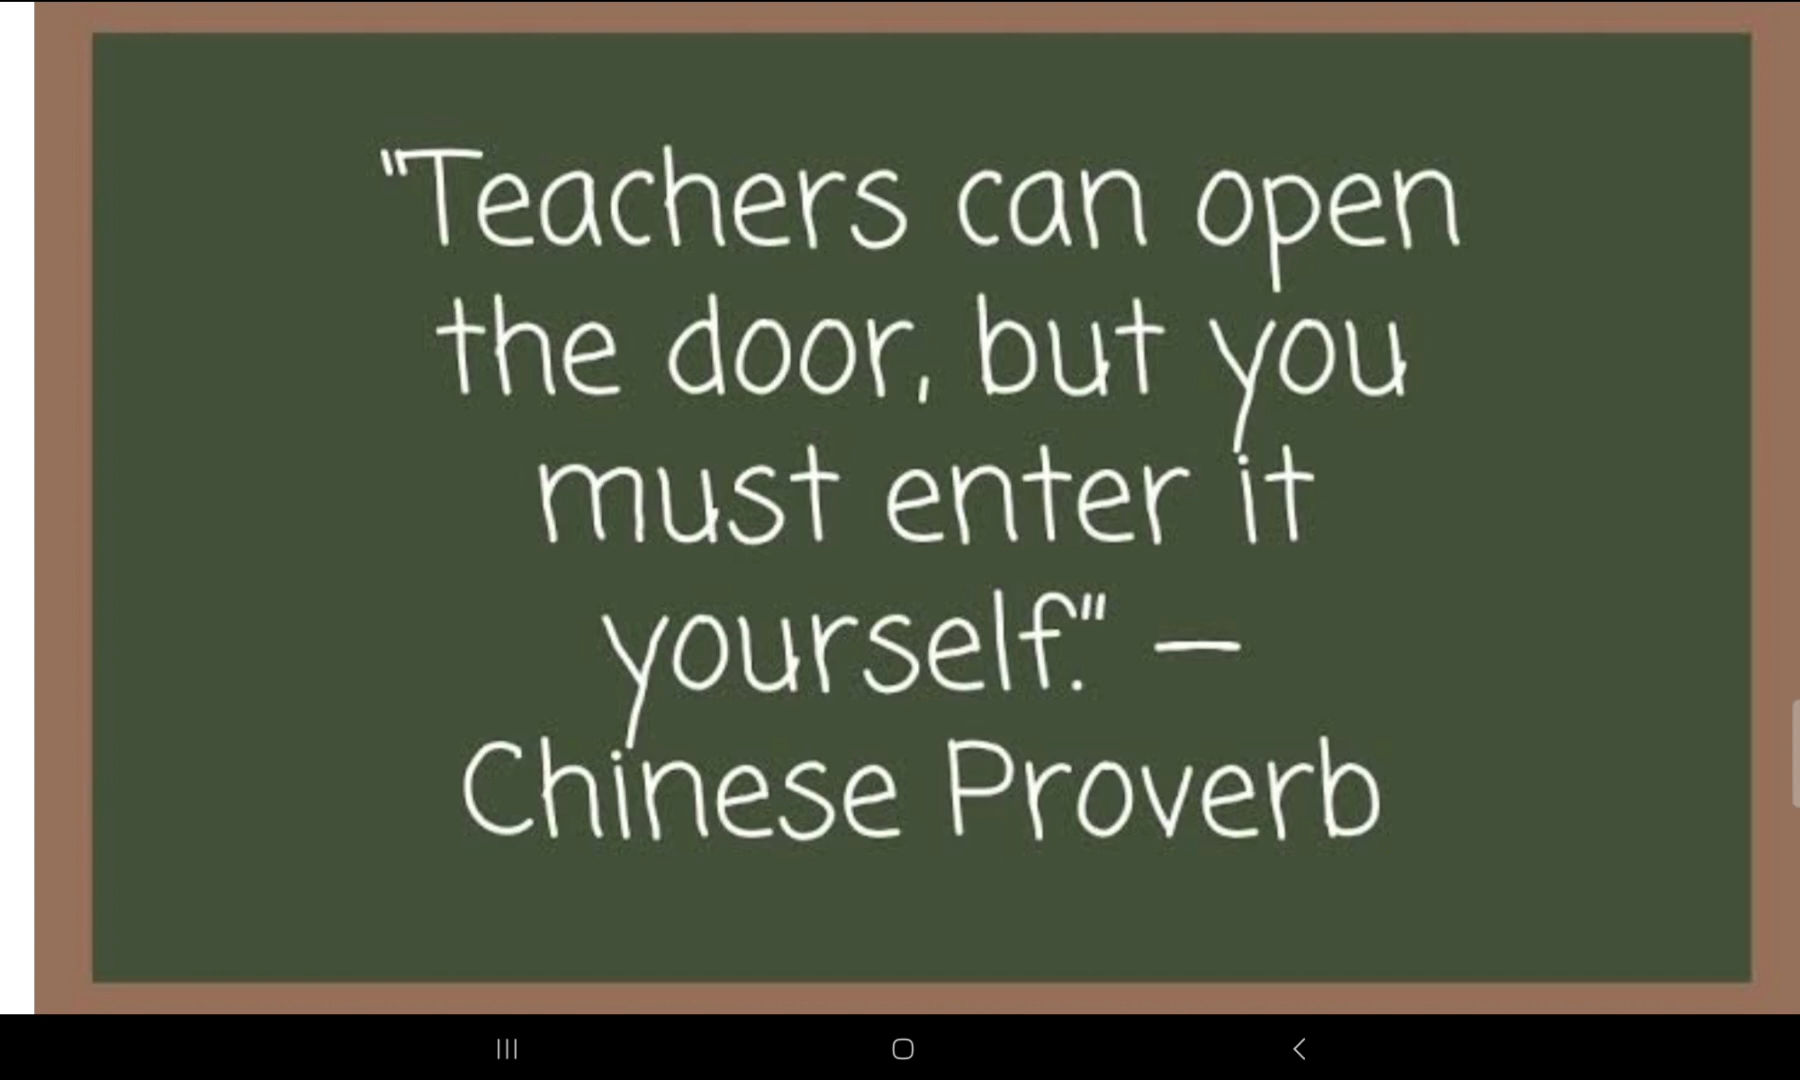 "Teachers can open
the door, but you
must enter it
yourself." —
Chinese Proverb